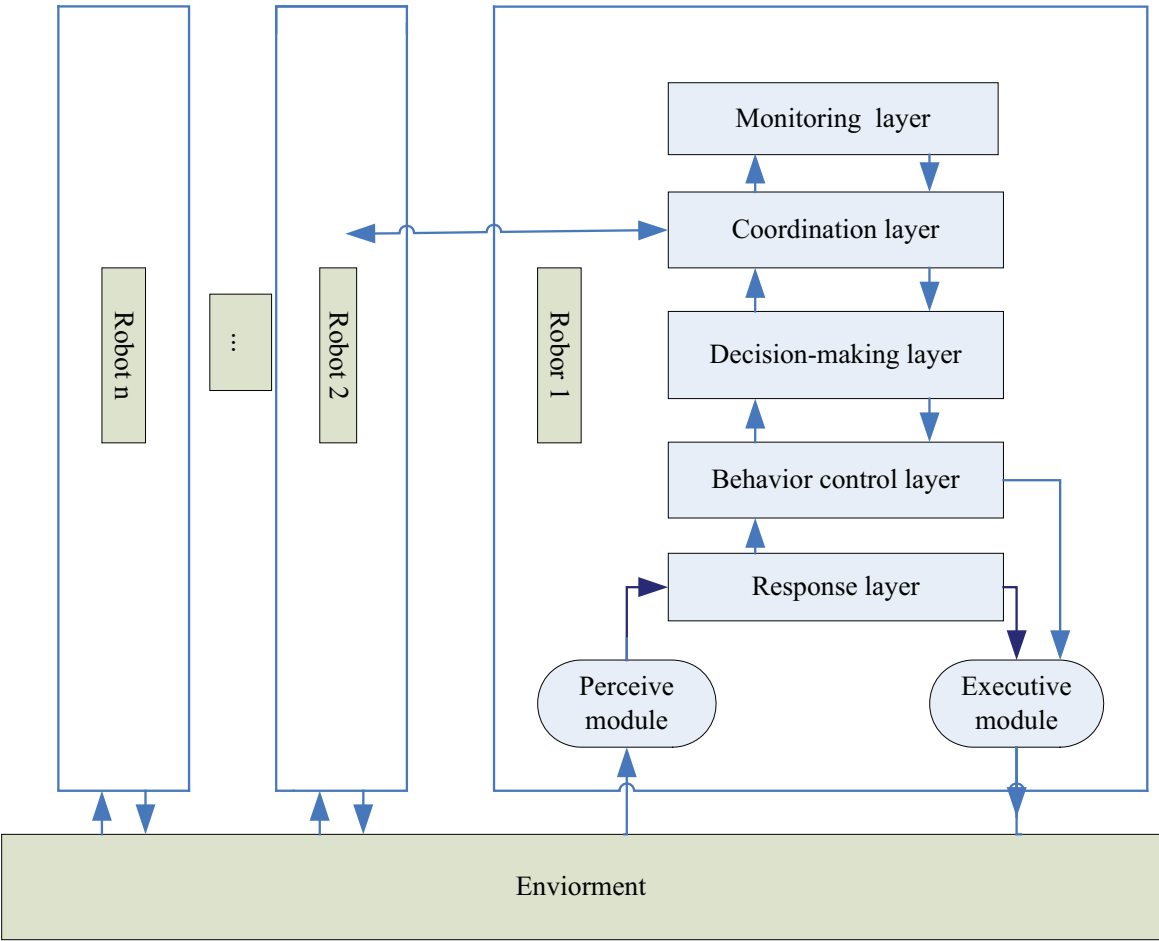 Monitoring layer
Coordination layer
Robot n
...
Robot 2
Robor 1
Decision-making layer
Behavior control layer
Response layer
Perceive
module
Executive
module
Enviorment